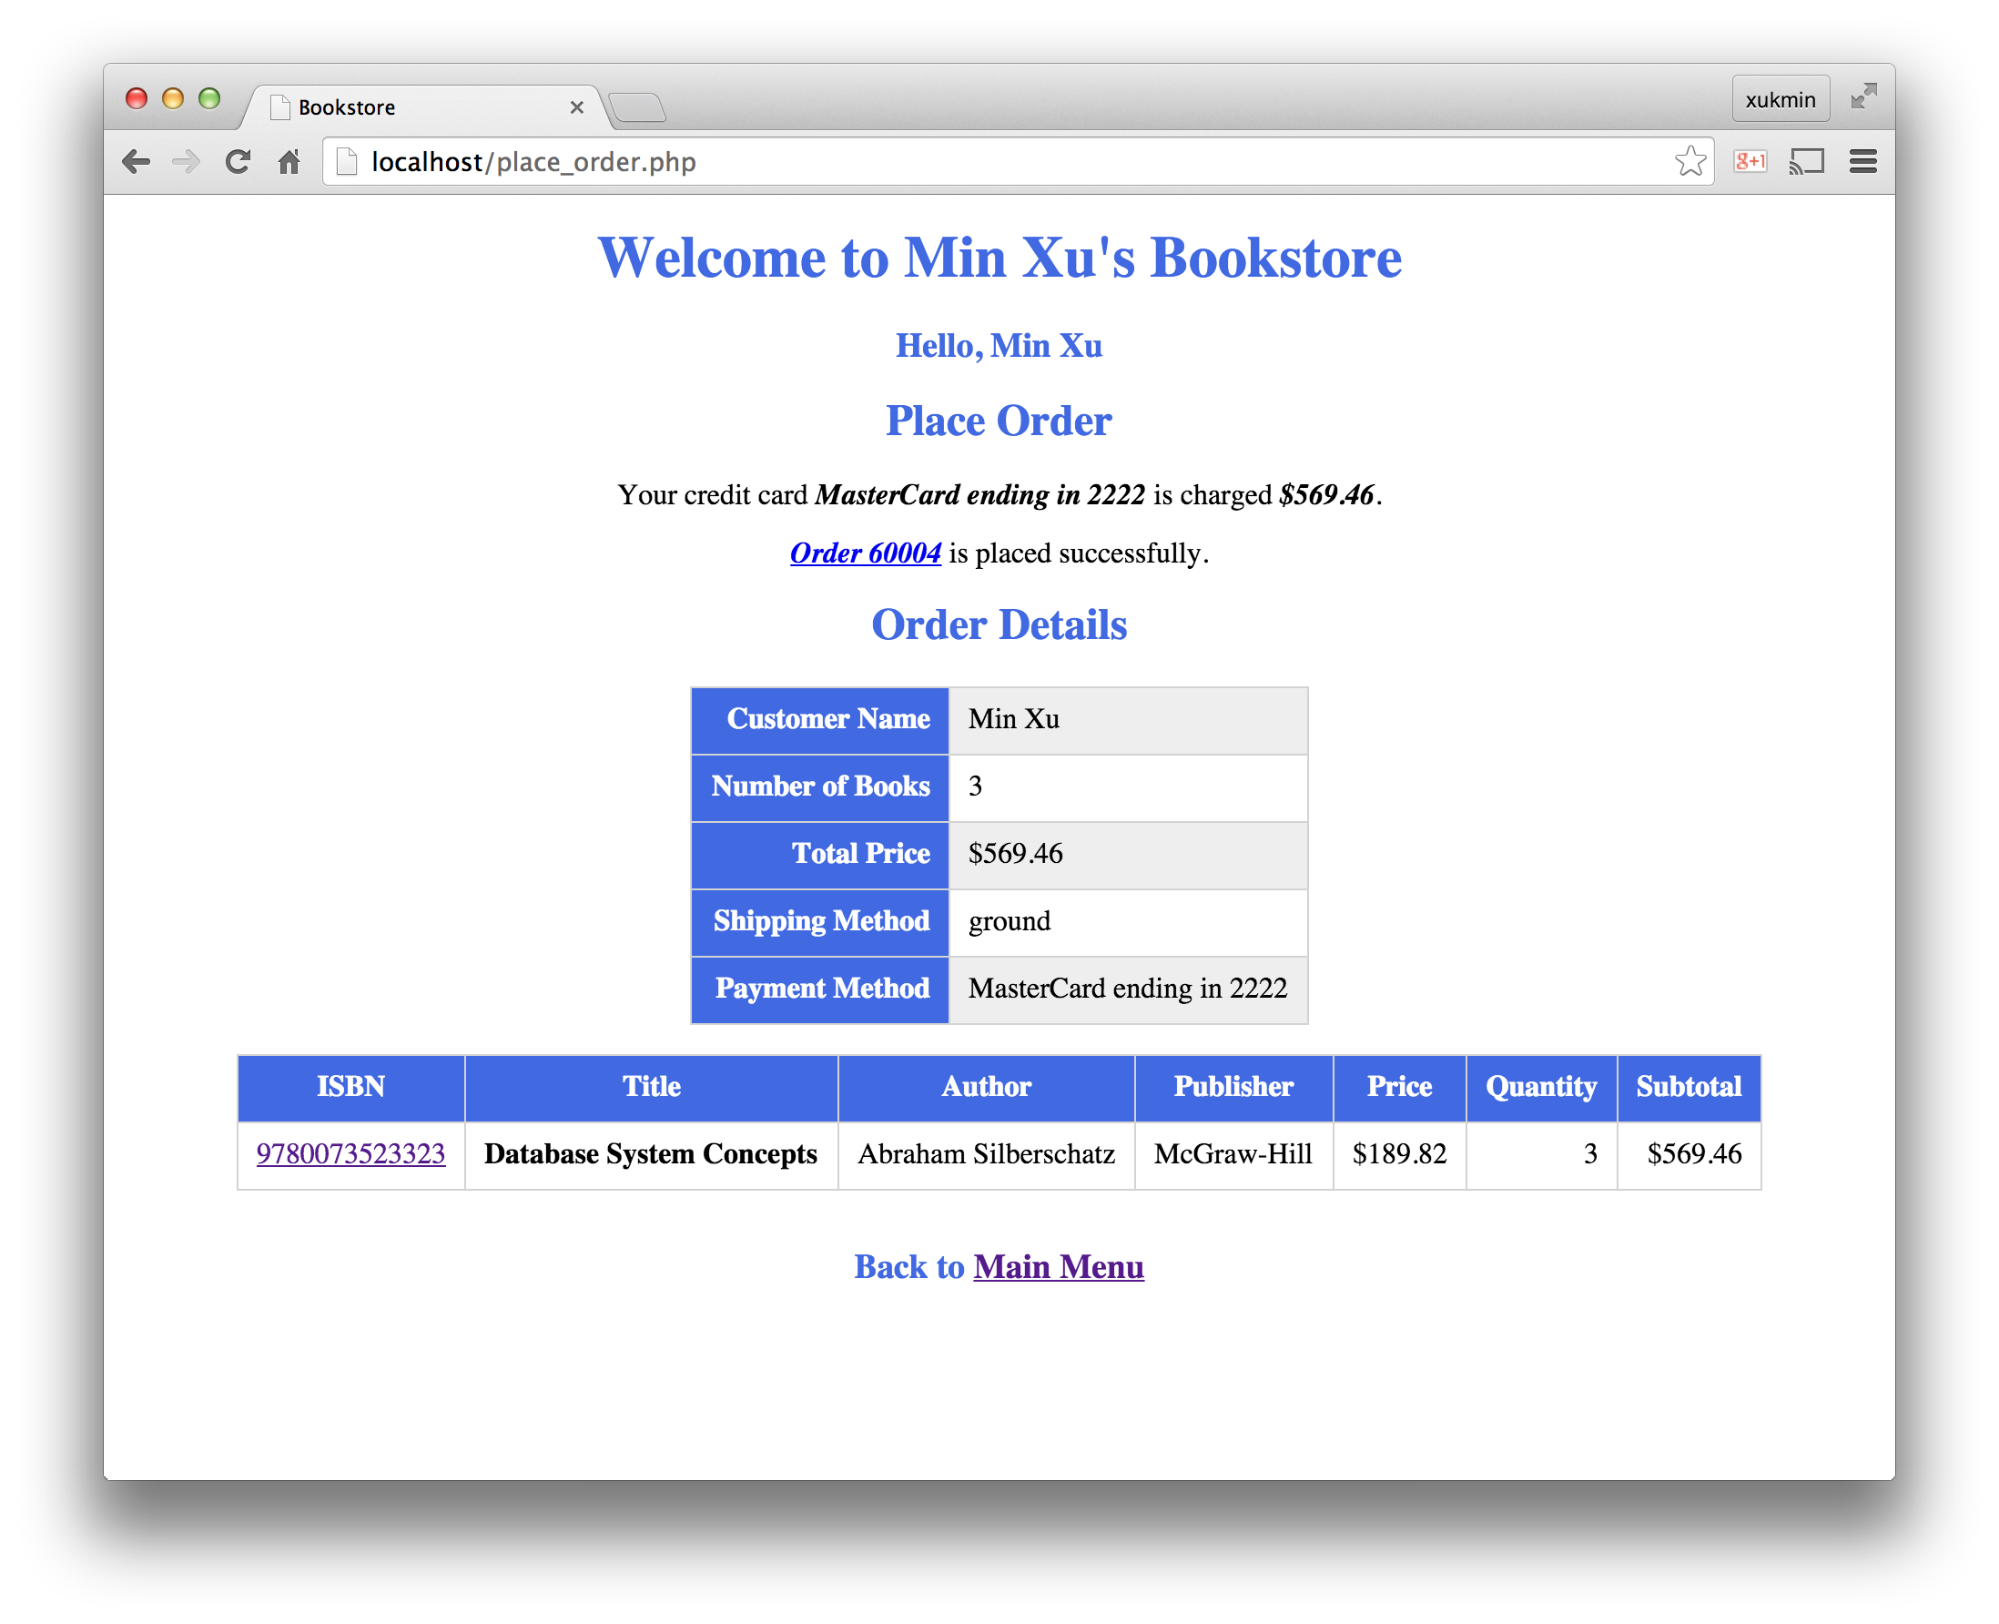 Bookstore
xukmin
localhost/place_order.php
g+1
Welcome to Min Xu's Bookstore
Hello, Min Xu
Place Order
Your credit card MasterCard ending in 2222 is charged $569.46.
Order 60004 is placed successfully.
Order Details
Customer Name Min Xu
Number of Books 3
Total Price $569.46
Shipping Method ground
Payment Method MasterCard ending in 2222
ISBN Title Author Publisher Price Quantity Subtotal
9780073523323 Database System Concepts Abraham Silberschatz McGraw-Hill $189.82 3 $569.46
Back to Main Menu